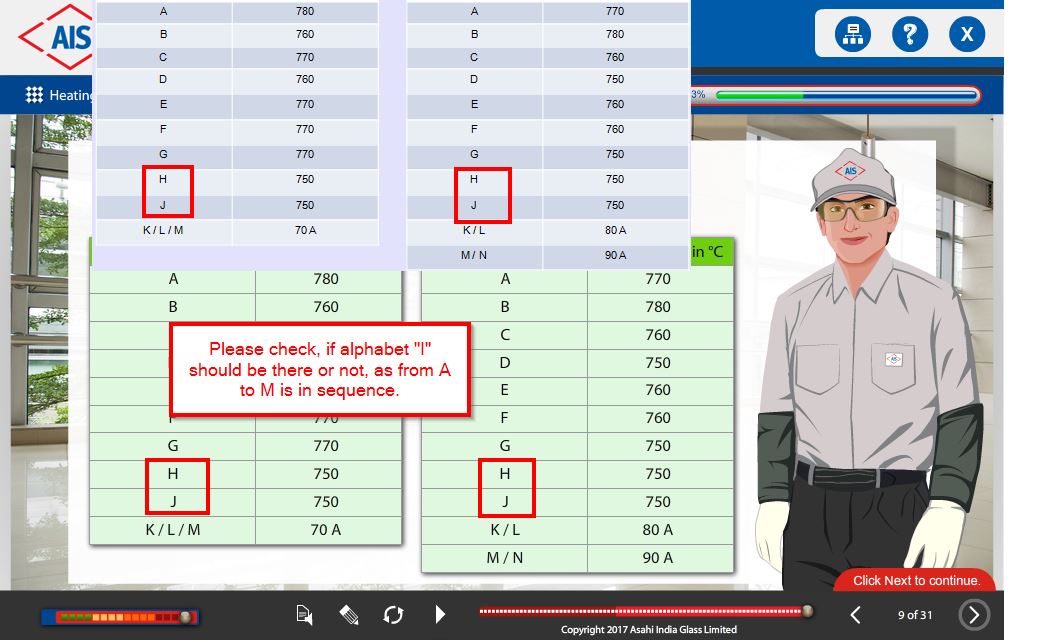 AIS
A 780
B 760
C 770
D 760
E 770
F 770
G 770
H 750
J 750
K / L / M 70 A
A 770
B 780
C 760
D 750
E 760
F 760
G 750
H 750
J 750
K / L 80 A
M / N 90 A
? X
Heating
3%
AIS
in °C
A 780
B 760
F 770
G 770
H 750
J 750
K / L / M 70 A
A 770
B 780
C 760
D 750
E 760
F 760
G 750
H 750
J 750
K / L 80 A
M / N 90 A
Please check, if alphabet "I"
should be there or not, as from A
to M is in sequence.
AIS
Click Next to continue.
9 of 31
Copyright 2017 Asahi India Glass Limited